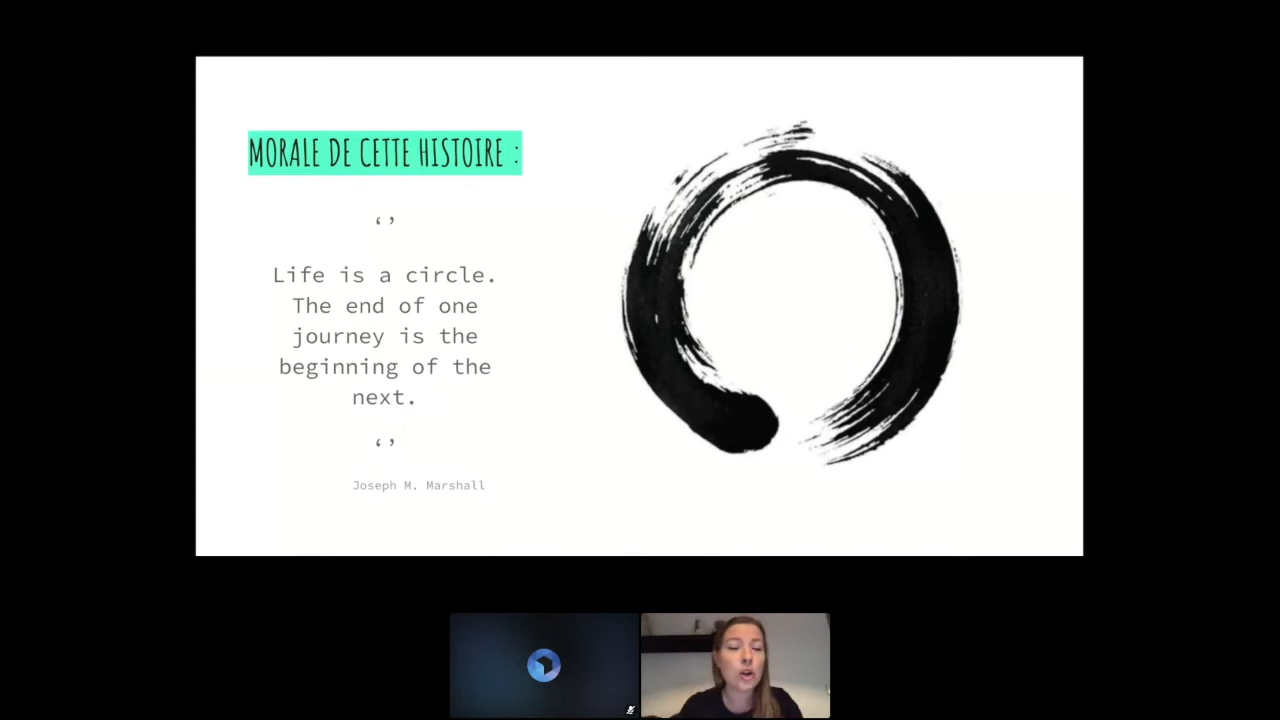 MORALE DE CETTE HISTOIRE :
‘ ’
Life is a circle.
The end of one
journey is the
beginning of the
next.
‘ ’
Joseph M. Marshall